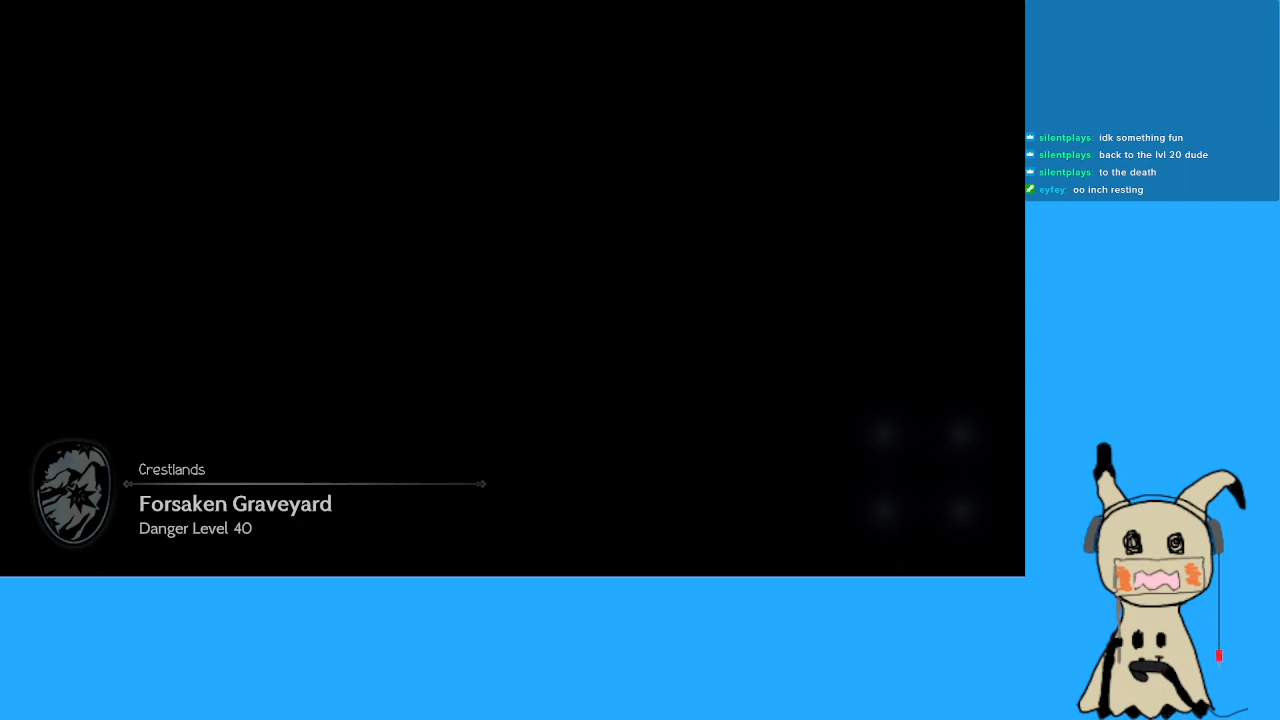 silentplays: idk something fun
silentplays: back to the lvl 20 dude
silentplays: to the death
eyfey: oo inch resting
Crestlands
Forsaken Graveyard
Danger Level 40